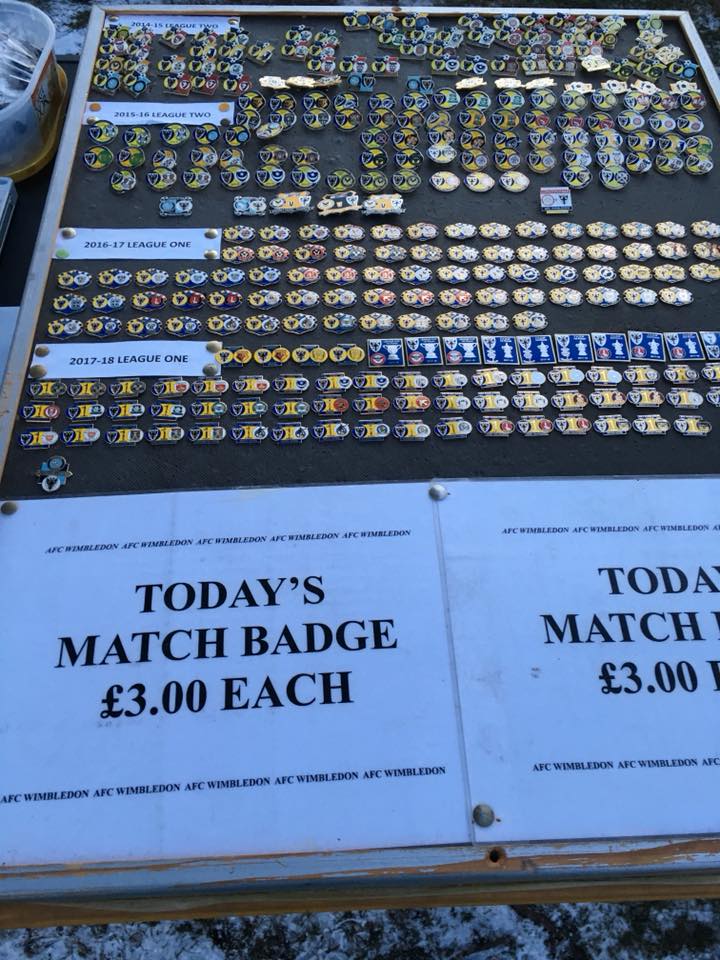 2014-15 LEAGUE TWO
2015-16 LEAGUE TWO
2016-17 LEAGUE ONE
2017-18 LEAGUE ONE
AFC WIMBLEDON AFC WIMBLEDON AFC WIMBLEDON AFC WIMBLEDON AFC WIMBLEDON
TODAY'S
MATCH BADGE
£3.00 EACH
AFC WIMBLEDON AFC WIMBLEDON AFC WIMBLEDON AFC WIMBLEDON AFC WIMBLEDON
AFC WIMBLEDON AFC WIMBLEDON AFC
TODA
MATCH
£3.00
AFC WIMBLEDON AFC WIMBLEDON AFC